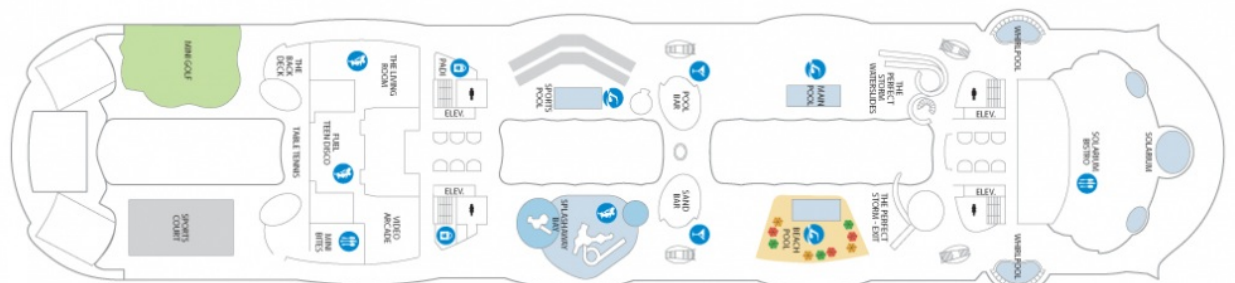 MINI GOLF
THE
BACK
DECK
THE LIVING
ROOM
PADI
ELEV.
SPORTS
POOL
POOL
BAR
MAIN
POOL
THE
PERFECT
STORM
WATERSLIDES
ELEV.
WHIRLPOOL
TABLE TENNIS
FUEL
TEEN DISCO
SOLARIUM
BISTRO
SOLARIUM
SPORTS
COURT
MINI
BITES
VIDEO
ARCADE
ELEV.
SPLASHAWAY
BAY
SAND
BAR
BEACH
POOL
THE PERFECT
STORM - EXIT
ELEV.
WHIRLPOOL